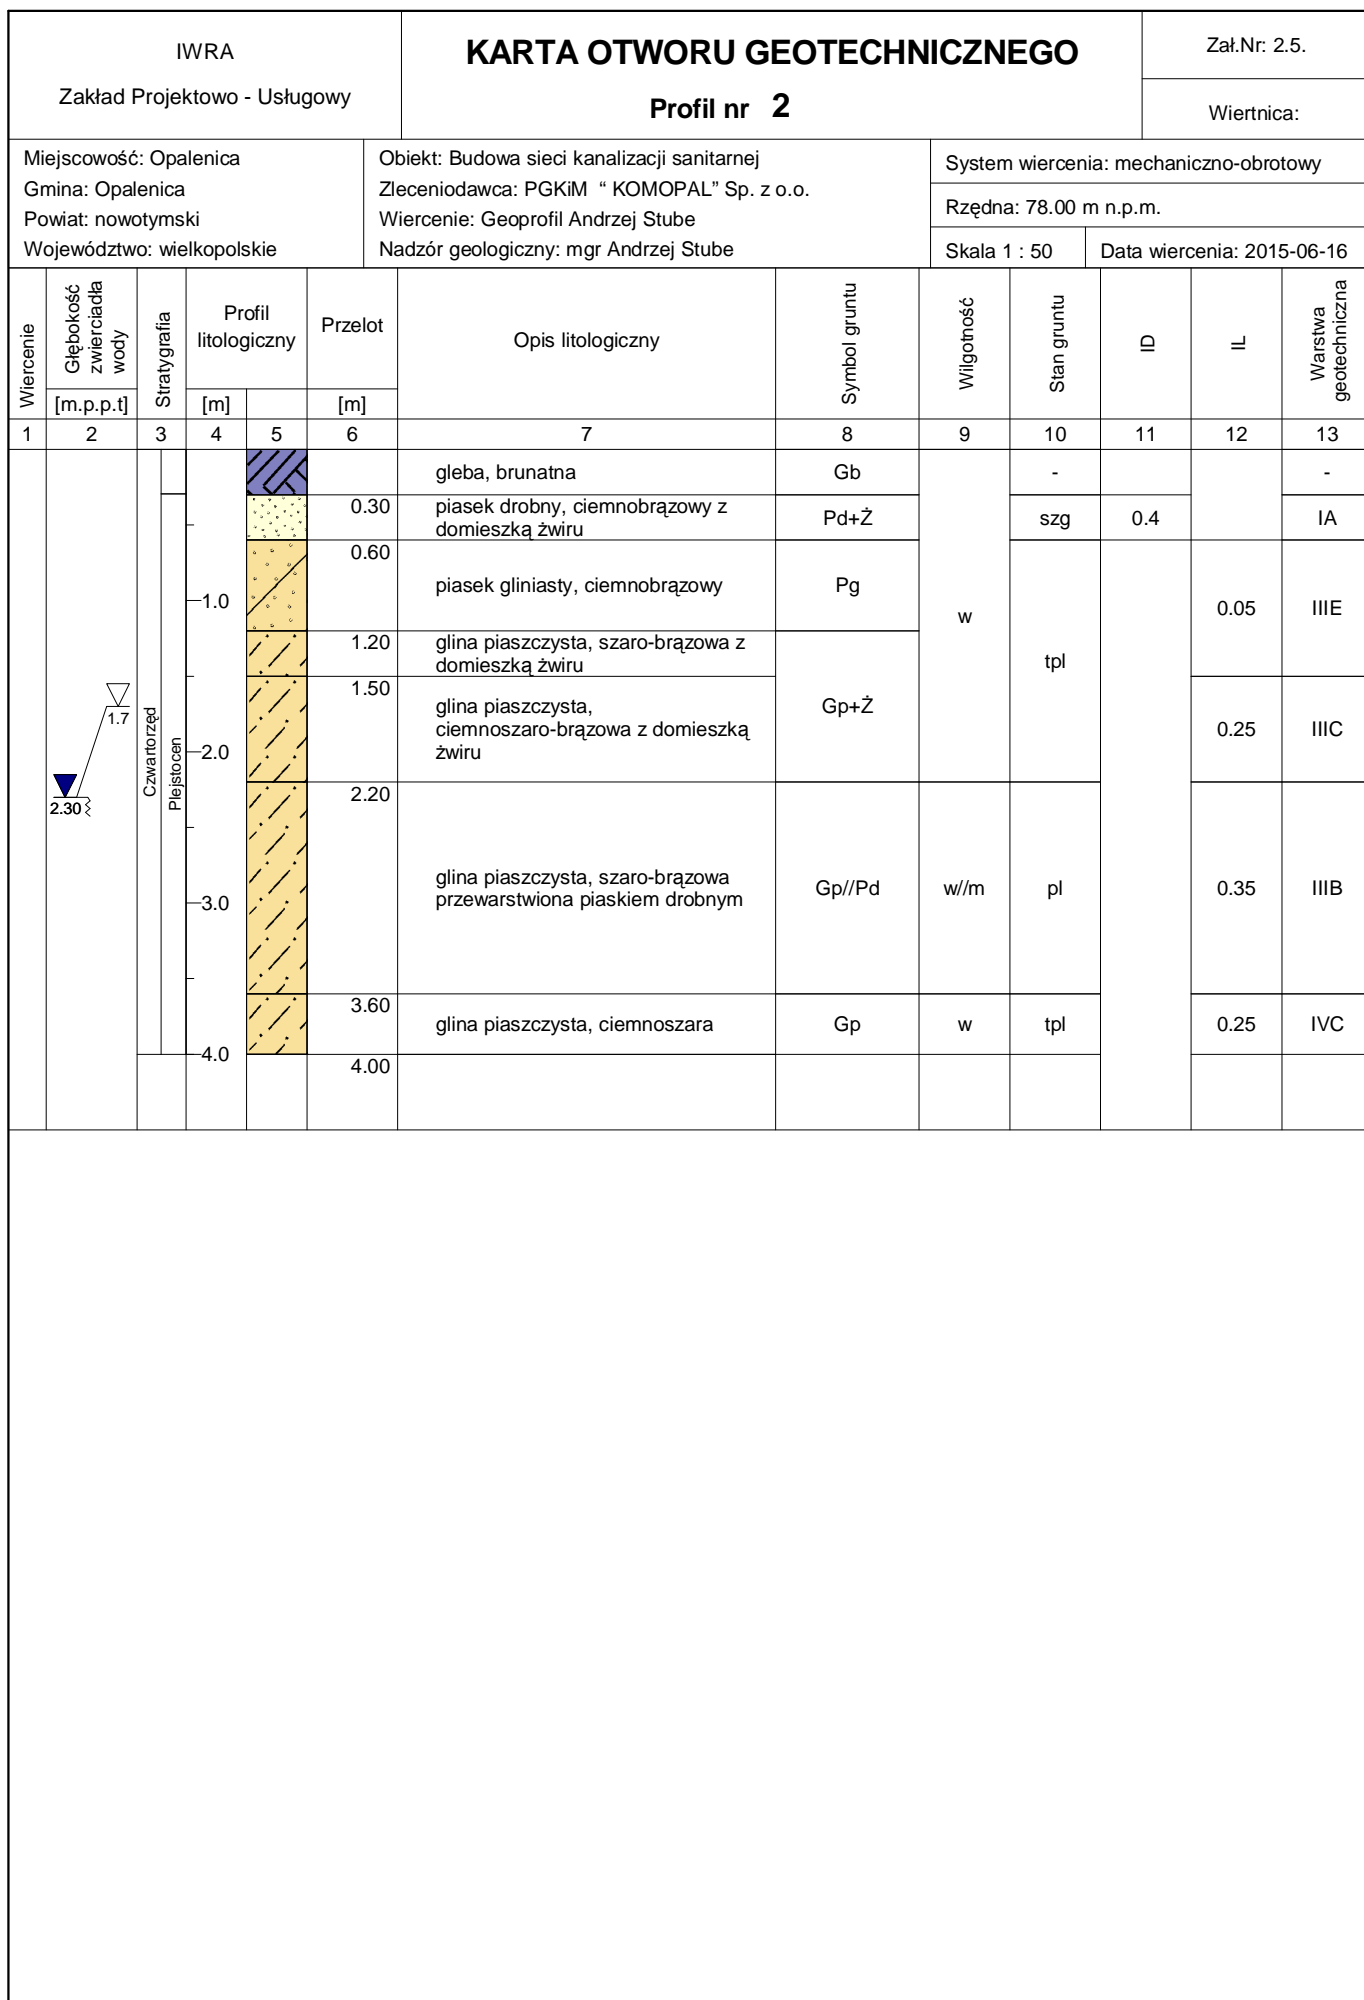 IWRA
Zakład Projektowo - Usługowy
KARTA OTWORU GEOTECHNICZNEGO
Profil nr 2
Zał.Nr: 2.5.
Wiertnica:
Miejscowość: Opalenica
Gmina: Opalenica
Powiat: nowotymski
Województwo: wielkopolskie
Obiekt: Budowa sieci kanalizacji sanitarnej
Zleceniodawca: PGKiM “ KOMOPAL” Sp. z o.o.
Wiercenie: Geoprofil Andrzej Stube
Nadzór geologiczny: mgr Andrzej Stube
System wiercenia: mechaniczno-obrotowy
Rzędna: 78.00 m n.p.m.
Skala 1 : 50
Data wiercenia: 2015-06-16
Wiercenie
Głębokość
zwierciadła
wody
[m.p.p.t]
Stratygrafia
Profil
litologiczny
[m]
Przelot
[m]
Opis litologiczny
Symbol gruntu
Wilgotność
Stan gruntu
ID
IL
Warstwa
geotechniczna
1 2 3 4 5 6 7 8 9 10 11 12 13
gleba, brunatna Gb - -
0.30 piasek drobny, ciemnobrązowy z
domieszką żwiru
Pd+Ż szg 0.4 IA
0.60
piasek gliniasty, ciemnobrązowy Pg
1.0
w
0.05 IIIE
1.20 glina piaszczysta, szaro-brązowa z
domieszką żwiru
tpl
1.50
glina piaszczysta,
ciemnoszaro-brązowa z domieszką
żwiru
Gp+Ż
0.25 IIIC
1.7
2.0
Czwartorzęd
Plejstocen
2.30
2.20
glina piaszczysta, szaro-brązowa
przewarstwiona piaskiem drobnym
Gp//Pd w//m pl 0.35 IIIB
3.0
3.60
glina piaszczysta, ciemnoszara Gp w tpl 0.25 IVC
4.0
4.00